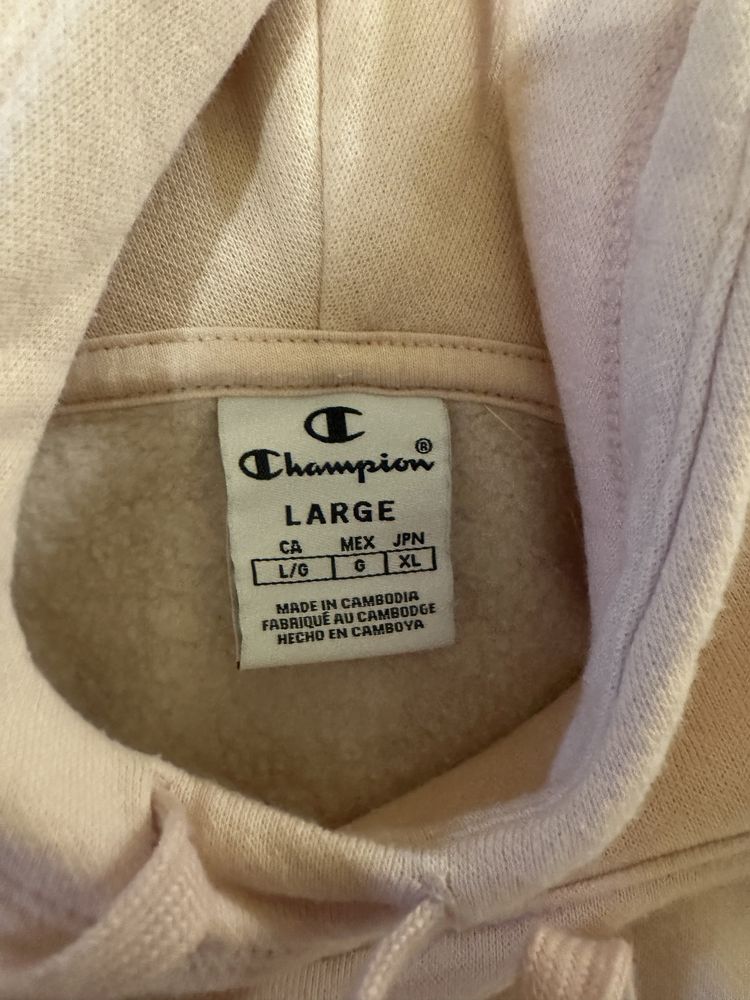 Champion®
LARGE
CA MEX JPN
L/G G XL
MADE IN CAMBODIA
FABRIQUÉ AU CAMBODGE
HECHO EN CAMBOYA